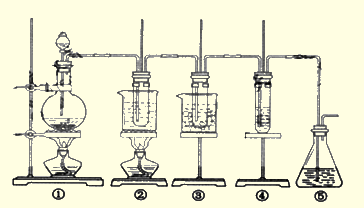 ① ② ③ ④ ⑤